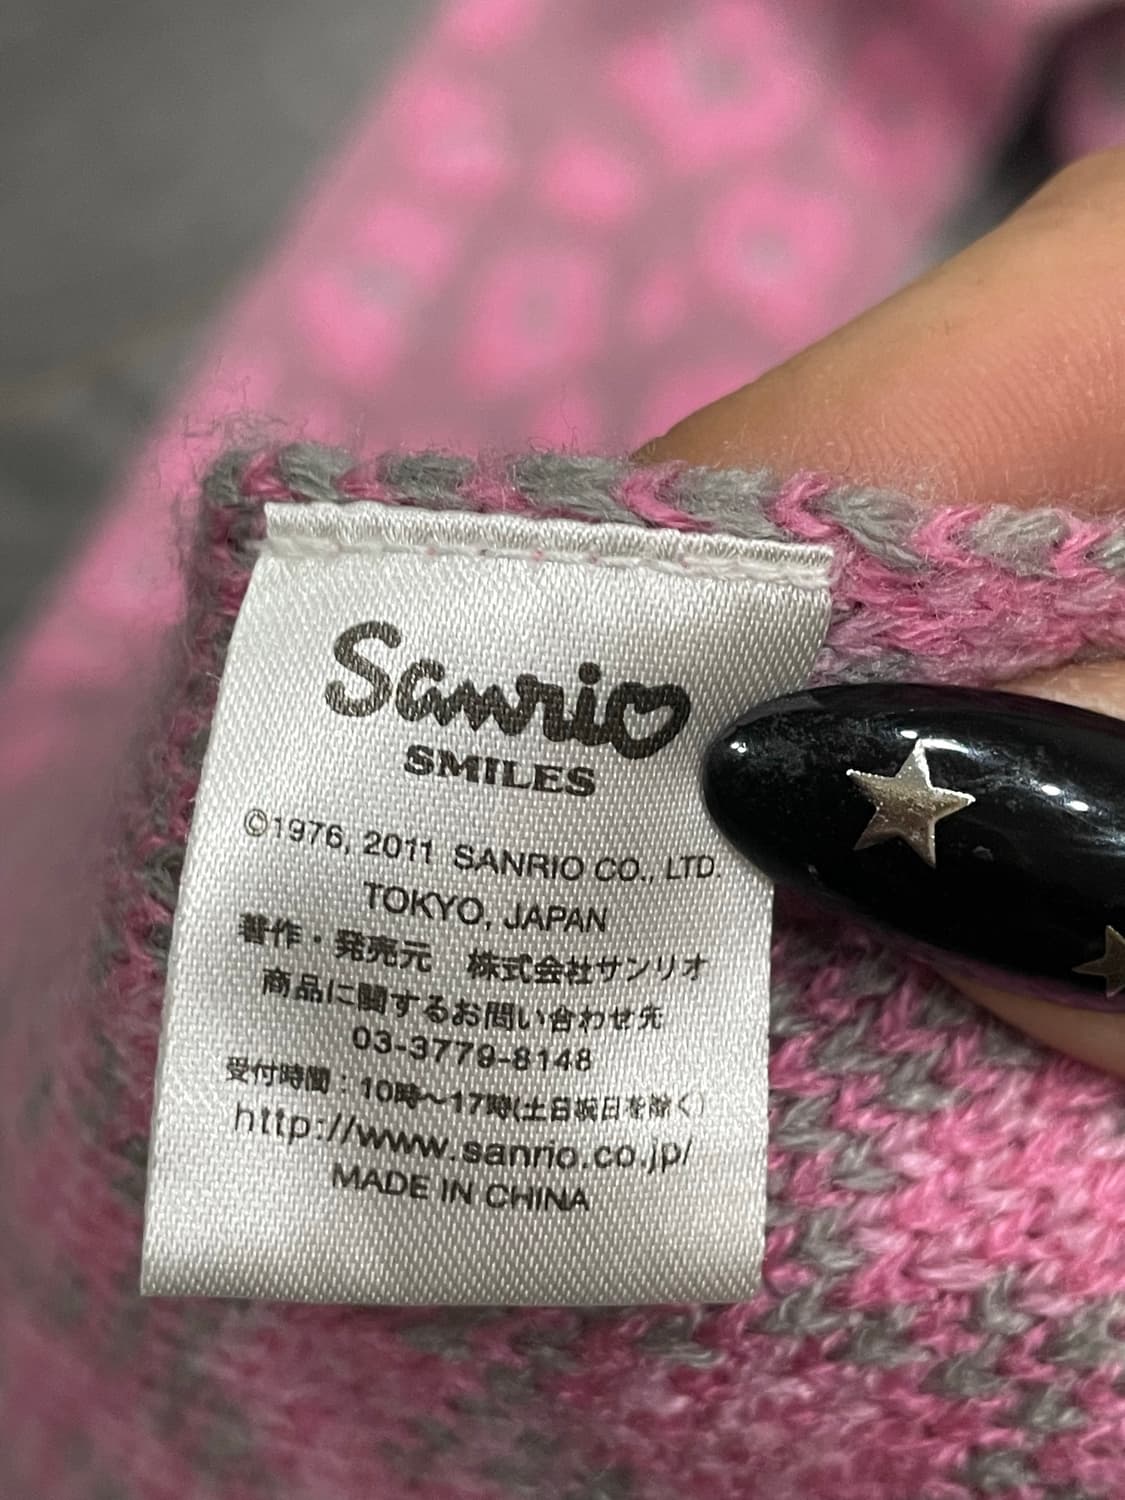 Sanrio
SMILES
©1976, 2011 SANRIO CO., LTD.
TOKYO, JAPAN
著作・発売元 株式会社サンリオ
商品に関するお問い合わせ先
03-3779-8148
受付時間：10時～17時(土日祝日を除く)
http://www.sanrio.co.jp/
MADE IN CHINA